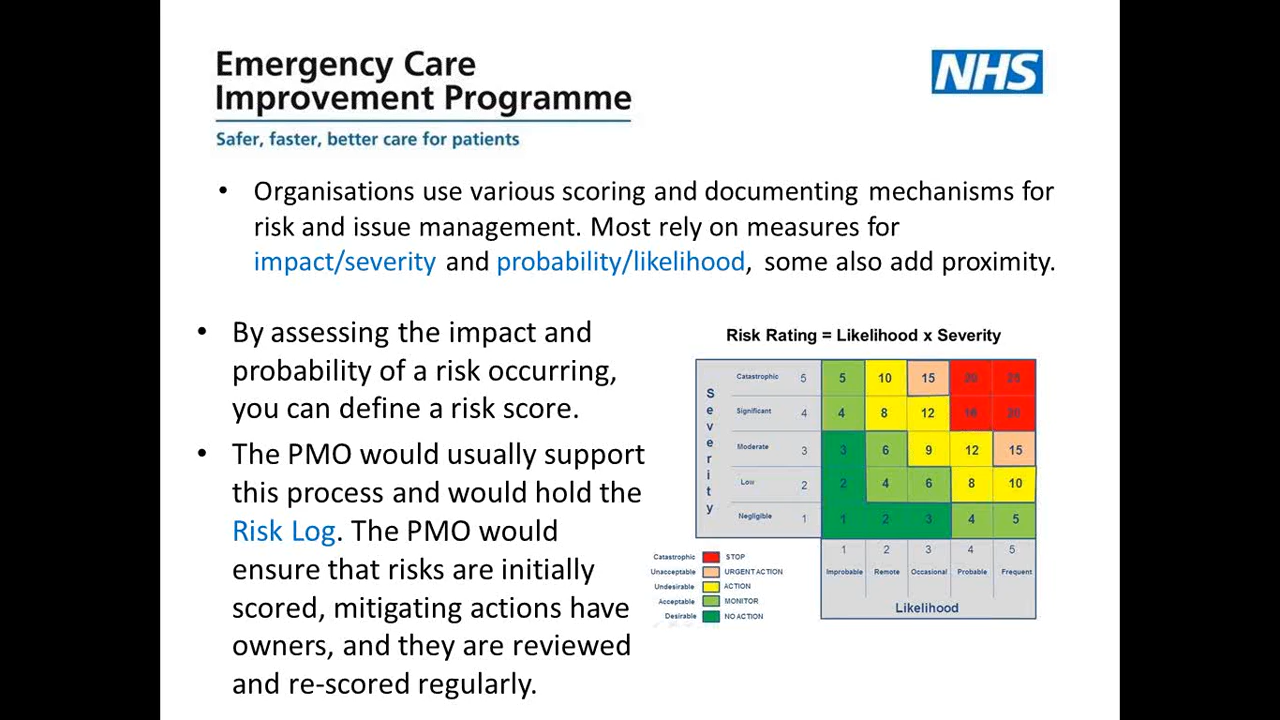 Emergency Care
Improvement Programme
Safer, faster, better care for patients
NHS
• Organisations use various scoring and documenting mechanisms for
risk and issue management. Most rely on measures for
impact/severity and probability/likelihood, some also add proximity.
• By assessing the impact and
probability of a risk occurring,
you can define a risk score.
• The PMO would usually support
this process and would hold the
Risk Log. The PMO would
ensure that risks are initially
scored, mitigating actions have
owners, and they are reviewed
and re-scored regularly.
Risk Rating = Likelihood x Severity
Severity
Catastrophic 5 5 10 15 20 25
Significant 4 4 8 12 16 20
Moderate 3 3 6 9 12 15
Low 2 2 4 6 8 10
Negligible 1 1 2 3 4 5
1 2 3 4 5
Improbable Remote Occasional Probable Frequent
Likelihood
Catastrophic STOP
Unacceptable URGENT ACTION
Undesirable ACTION
Acceptable MONITOR
Desirable NO ACTION